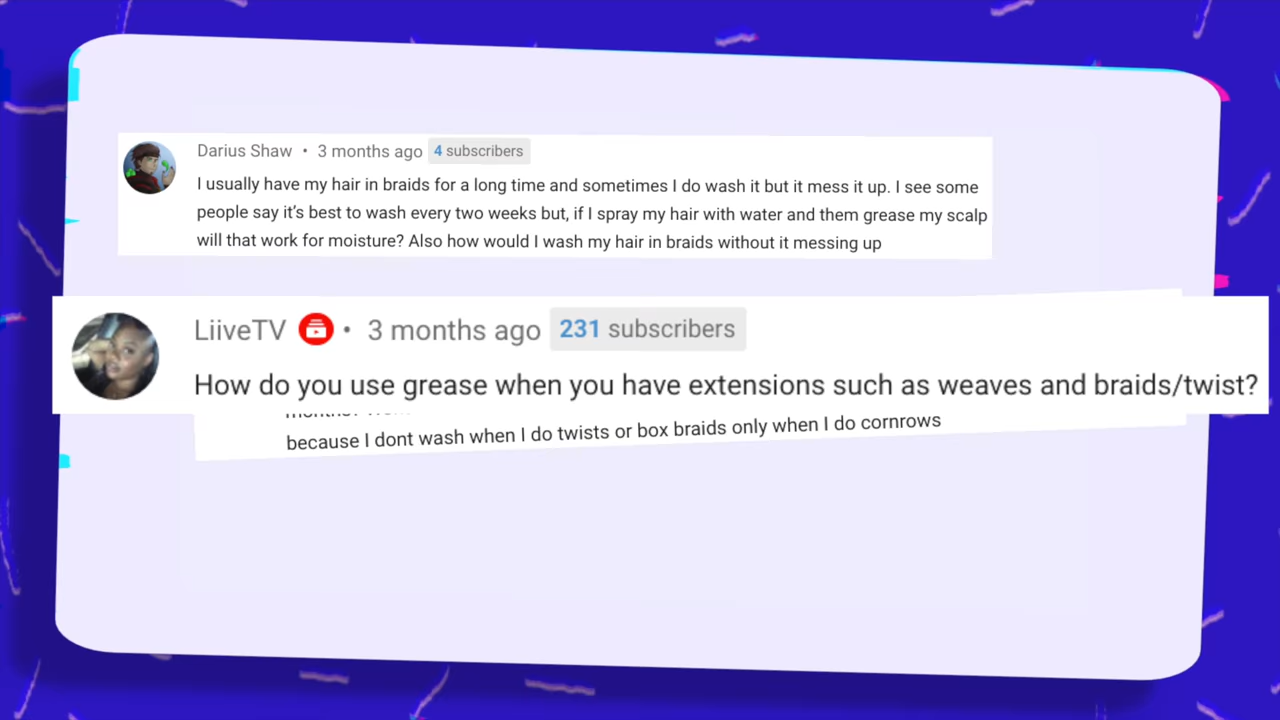 Darius Shaw • 3 months ago 4 subscribers
I usually have my hair in braids for a long time and sometimes I do wash it but it mess it up. I see some
people say it's best to wash every two weeks but, if I spray my hair with water and them grease my scalp
will that work for moisture? Also how would I wash my hair in braids without it messing up
LiiveTV • 3 months ago 231 subscribers
How do you use grease when you have extensions such as weaves and braids/twist?
because I dont wash when I do twists or box braids only when I do cornrows